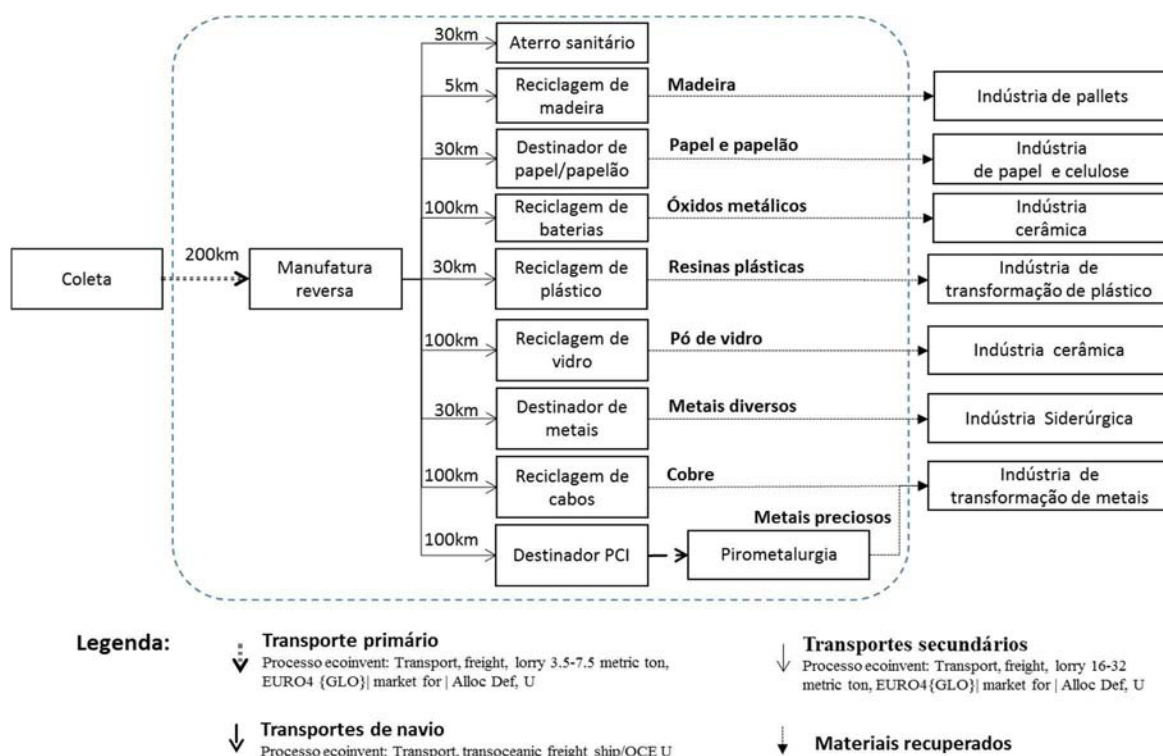 30km
Aterro sanitário
5km
Reciclagem de
madeira
Madeira
Indústria de pallets
30km
Destinador de
papel/papelão
Papel e papelão
Indústria
de papel e celulose
100km
Reciclagem de
baterias
Óxidos metálicos
Indústria
cerâmica
Coleta
200km
Manufatura
reversa
30km
Reciclagem de
plástico
Resinas plásticas
Indústria de
transformação de plástico
100km
Reciclagem de
vidro
Pó de vidro
Indústria cerâmica
30km
Destinador de
metais
Metais diversos
Indústria Siderúrgica
100km
Reciclagem de
cabos
Cobre
Indústria de
transformação de metais
Metais preciosos
100km
Destinador PCI
Pirometalurgia
Legenda:
Transporte primário
Processo ecoinvent: Transport, freight, lorry 3.5-7.5 metric ton,
EURO4 {GLO}| market for | Alloc Def, U
Transportes secundários
Processo ecoinvent: Transport, freight, lorry 16-32
metric ton, EURO4{GLO}| market for | Alloc Def, U
Transportes de navio
Processo ecoinvent: Transport, transoceanic freight ship/OCE U
Materiais recuperados